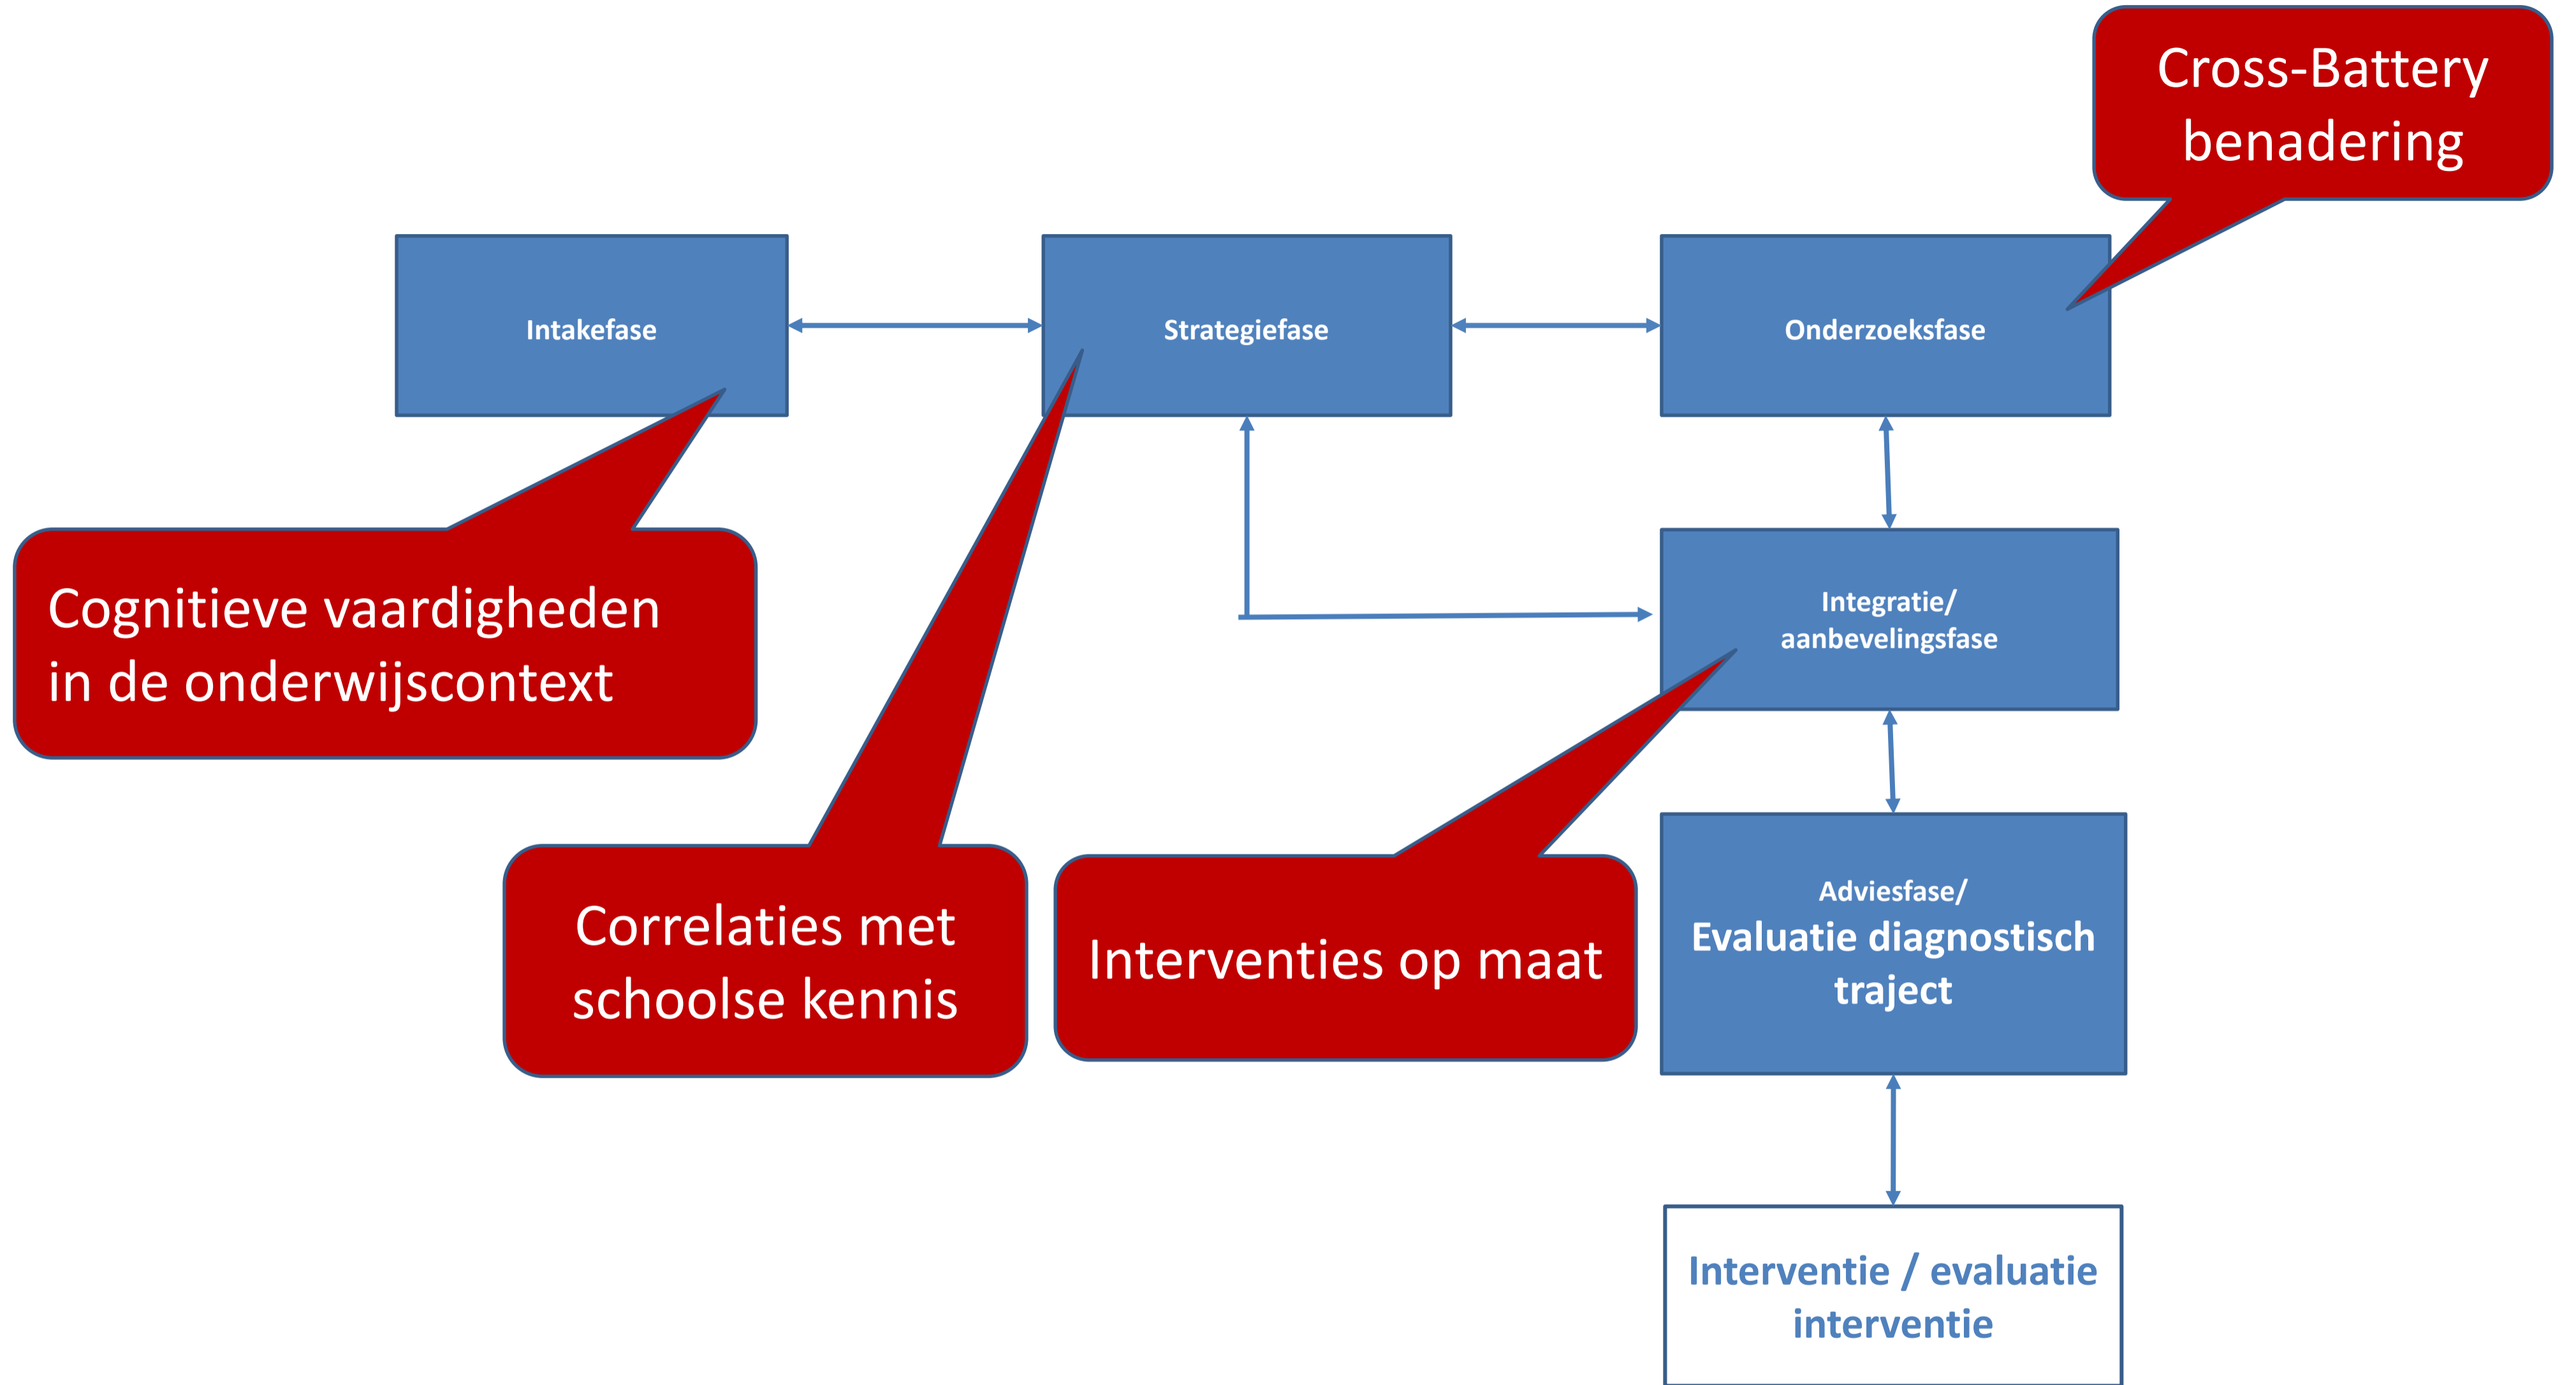 Cross-Battery
benadering
Intakefase
Strategiefase
Onderzoeksfase
Cognitieve vaardigheden
in de onderwijscontext
Integratie/
aanbevelingsfase
Correlaties met
schoolse kennis
Interventies op maat
Adviesfase/
Evaluatie diagnostisch
traject
Interventie / evaluatie
interventie